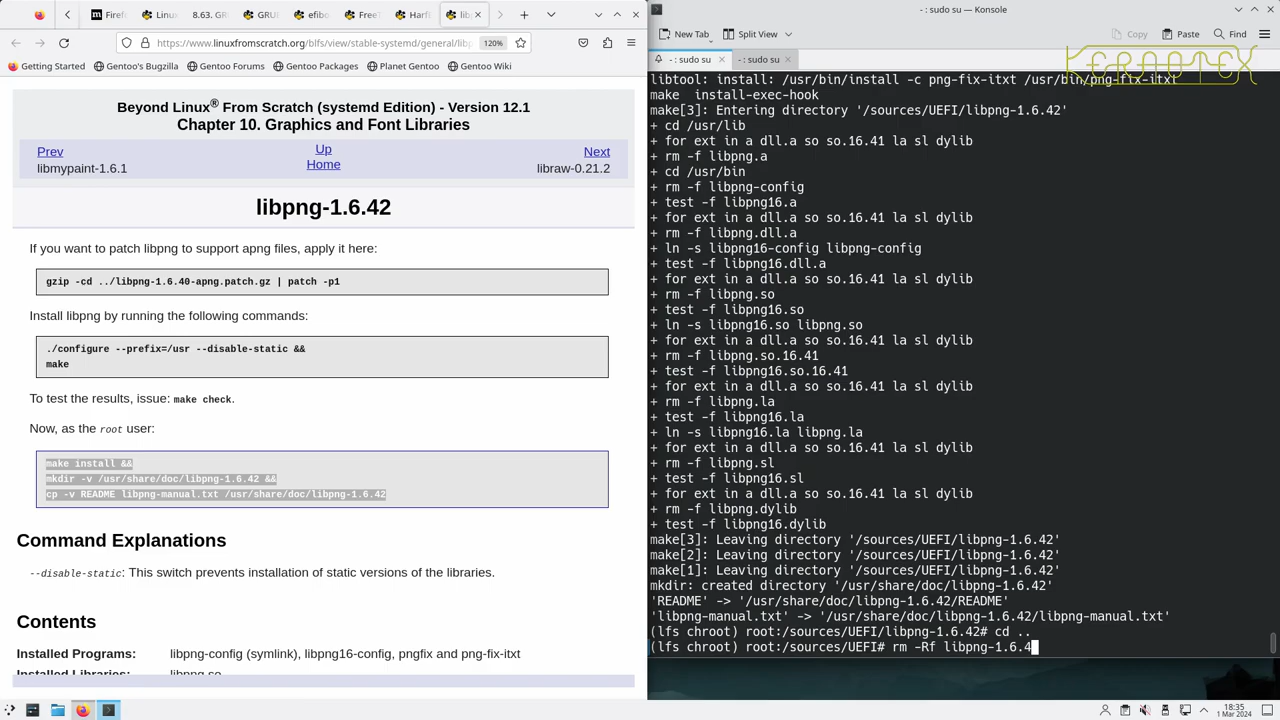 Firef
Linux
8.63. GR
GRUE
efibo
Free
Harf
lib
https://www.linuxfromscratch.org/blfs/view/stable-systemd/general/lib
120%
Getting Started
Gentoo's Bugzilla
Gentoo Forums
Gentoo Packages
Planet Gentoo
Gentoo Wiki
Beyond Linux® From Scratch (systemd Edition) - Version 12.1
Chapter 10. Graphics and Font Libraries
Prev
Up
Next
libmypaint-1.6.1
Home
libraw-0.21.2
libpng-1.6.42
If you want to patch libpng to support apng files, apply it here:
gzip -cd ../libpng-1.6.40-apng.patch.gz | patch -p1
Install libpng by running the following commands:
./configure --prefix=/usr --disable-static &&
make
To test the results, issue: make check.
Now, as the root user:
make install &&
mkdir -v /usr/share/doc/libpng-1.6.42 &&
cp -v README libpng-manual.txt /usr/share/doc/libpng-1.6.42
Command Explanations
--disable-static: This switch prevents installation of static versions of the libraries.
Contents
Installed Programs: libpng-config (symlink), libpng16-config, pngfix and png-fix-itxt
Installed Libraries: libpng.so
- : sudo su — Konsole
New Tab
Split View
Copy
Paste
Find
- : sudo su
- : sudo su
KEROOTEX
libtool: install: /usr/bin/install -c png-fix-itxt /usr/bin/png-fix-itxt
make  install-exec-hook
make[3]: Entering directory '/sources/UEFI/libpng-1.6.42'
+ cd /usr/lib
+ for ext in a dll.a so so.16.41 la sl dylib
+ rm -f libpng.a
+ cd /usr/bin
+ rm -f libpng-config
+ test -f libpng16.a
+ for ext in a dll.a so so.16.41 la sl dylib
+ rm -f libpng.dll.a
+ ln -s libpng16-config libpng-config
+ test -f libpng16.dll.a
+ for ext in a dll.a so so.16.41 la sl dylib
+ rm -f libpng.so
+ test -f libpng16.so
+ ln -s libpng16.so libpng.so
+ for ext in a dll.a so so.16.41 la sl dylib
+ rm -f libpng.so.16.41
+ test -f libpng16.so.16.41
+ for ext in a dll.a so so.16.41 la sl dylib
+ rm -f libpng.la
+ test -f libpng16.la
+ ln -s libpng16.la libpng.la
+ for ext in a dll.a so so.16.41 la sl dylib
+ rm -f libpng.sl
+ test -f libpng16.sl
+ for ext in a dll.a so so.16.41 la sl dylib
+ rm -f libpng.dylib
+ test -f libpng16.dylib
make[3]: Leaving directory '/sources/UEFI/libpng-1.6.42'
make[2]: Leaving directory '/sources/UEFI/libpng-1.6.42'
make[1]: Leaving directory '/sources/UEFI/libpng-1.6.42'
mkdir: created directory '/usr/share/doc/libpng-1.6.42'
'README' -> '/usr/share/doc/libpng-1.6.42/README'
'libpng-manual.txt' -> '/usr/share/doc/libpng-1.6.42/libpng-manual.txt'
(lfs chroot) root:/sources/UEFI/libpng-1.6.42# cd ..
(lfs chroot) root:/sources/UEFI# rm -Rf libpng-1.6.4
18:35
1 Mar 2024